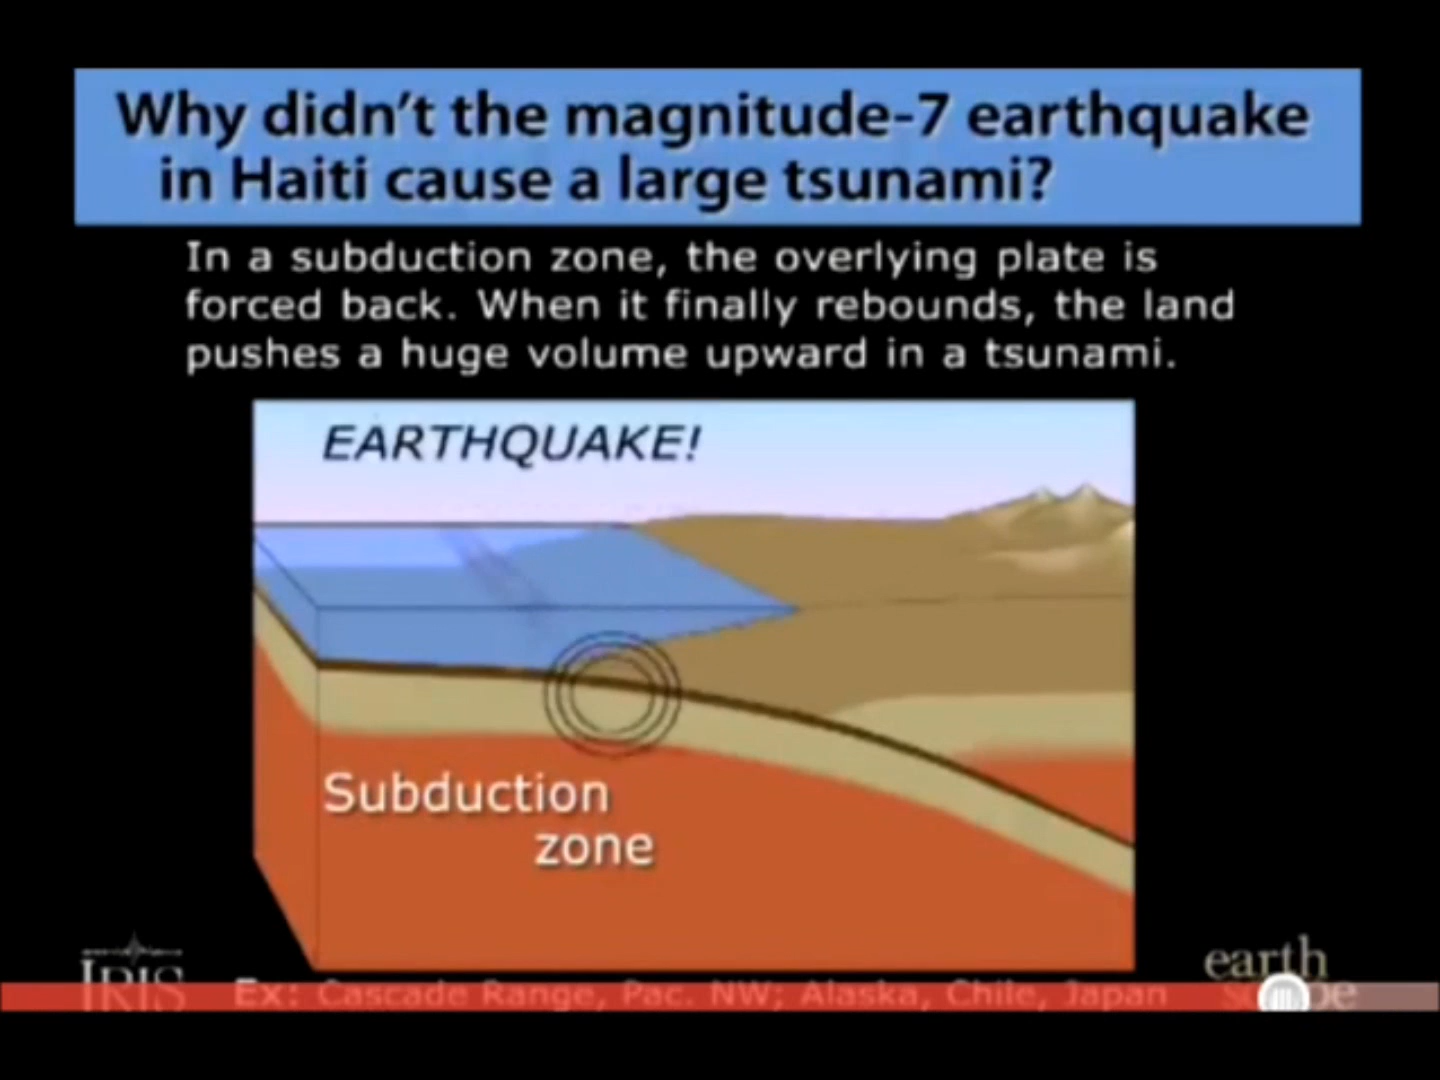 Why didn't the magnitude-7 earthquake
in Haiti cause a large tsunami?
In a subduction zone, the overlying plate is
forced back. When it finally rebounds, the land
pushes a huge volume upward in a tsunami.
EARTHQUAKE!
Subduction
zone
IRIS
Ex: Cascade Range, Pac. NW; Alaska, Chile, Japan
earth
scope